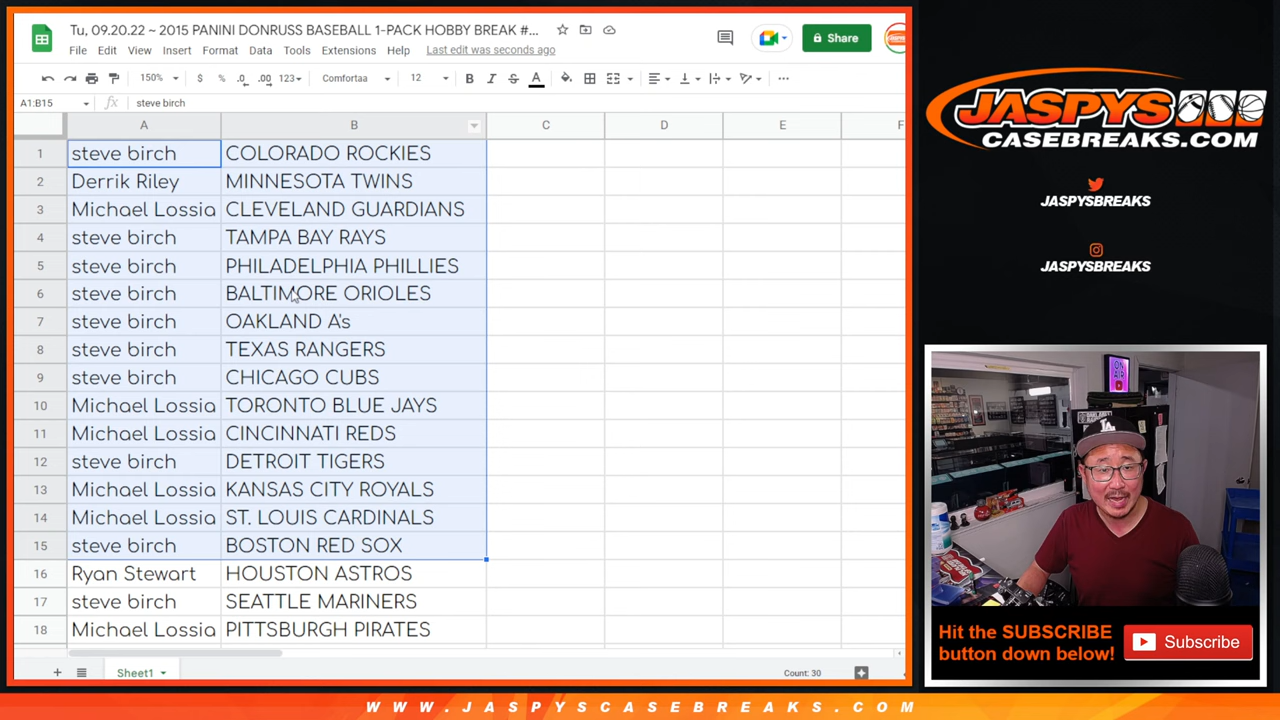 Tu, 09.20.22 ~ 2015 PANINI DONRUSS BASEBALL 1-PACK HOBBY BREAK #...
File Edit View Insert Format Data Tools Extensions Help Last edit was seconds ago
Share
150% $ % .0 .00 123 Comfortaa 12 B I S A
A1:B15 fx steve birch
A B C D E F
1 steve birch COLORADO ROCKIES
2 Derrik Riley MINNESOTA TWINS
3 Michael Lossia CLEVELAND GUARDIANS
4 steve birch TAMPA BAY RAYS
5 steve birch PHILADELPHIA PHILLIES
6 steve birch BALTIMORE ORIOLES
7 steve birch OAKLAND A's
8 steve birch TEXAS RANGERS
9 steve birch CHICAGO CUBS
10 Michael Lossia TORONTO BLUE JAYS
11 Michael Lossia CINCINNATI REDS
12 steve birch DETROIT TIGERS
13 Michael Lossia KANSAS CITY ROYALS
14 Michael Lossia ST. LOUIS CARDINALS
15 steve birch BOSTON RED SOX
16 Ryan Stewart HOUSTON ASTROS
17 steve birch SEATTLE MARINERS
18 Michael Lossia PITTSBURGH PIRATES
Sheet1
Count: 30
JASPYS
CASEBREAKS.COM
JASPYSBREAKS
JASPYSBREAKS
ON AIR
LA
Hit the SUBSCRIBE
button down below!
Subscribe
WWW.JASPYSCASEBREAKS.COM